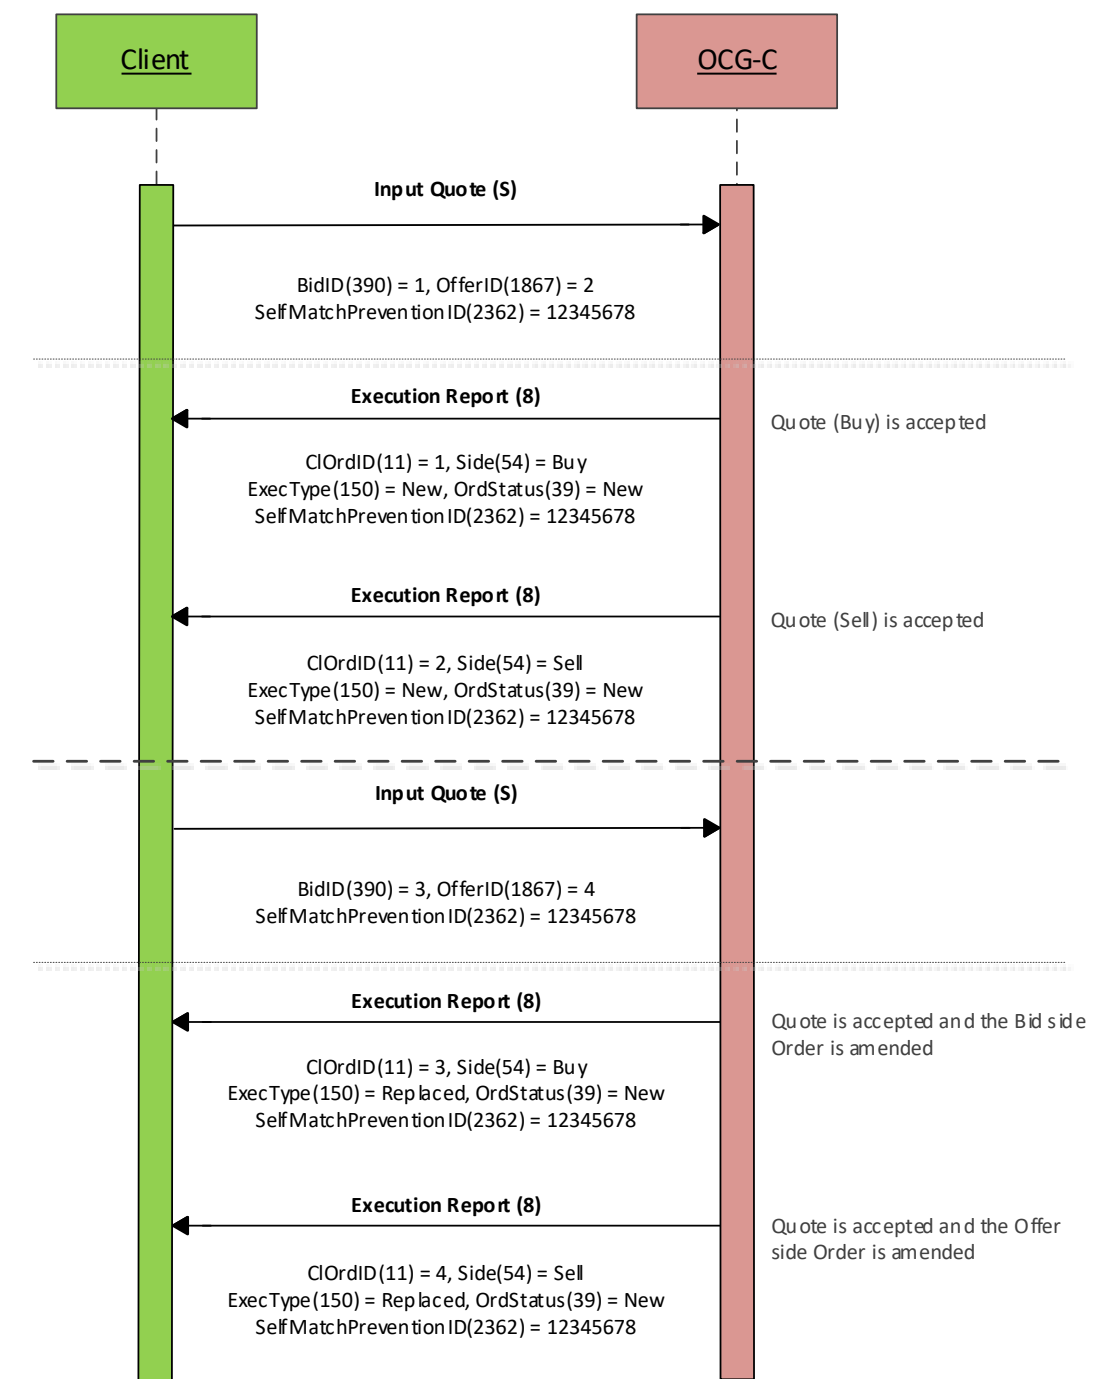 Client
OCG-C
Input Quote (S)
BidID(390) = 1, OfferID(1867) = 2
SelfMatchPreventionID(2362) = 12345678
Execution Report (8)
Quote (Buy) is accepted
ClOrdID(11) = 1, Side(54) = Buy
ExecType(150) = New, OrdStatus(39) = New
SelfMatchPreventionID(2362) = 12345678
Execution Report (8)
Quote (Sell) is accepted
ClOrdID(11) = 2, Side(54) = Sell
ExecType(150) = New, OrdStatus(39) = New
SelfMatchPreventionID(2362) = 12345678
Input Quote (S)
BidID(390) = 3, OfferID(1867) = 4
SelfMatchPreventionID(2362) = 12345678
Execution Report (8)
Quote is accepted and the Bid side
Order is amended
ClOrdID(11) = 3, Side(54) = Buy
ExecType(150) = Replaced, OrdStatus(39) = New
SelfMatchPreventionID(2362) = 12345678
Execution Report (8)
Quote is accepted and the Offer
side Order is amended
ClOrdID(11) = 4, Side(54) = Sell
ExecType(150) = Replaced, OrdStatus(39) = New
SelfMatchPreventionID(2362) = 12345678